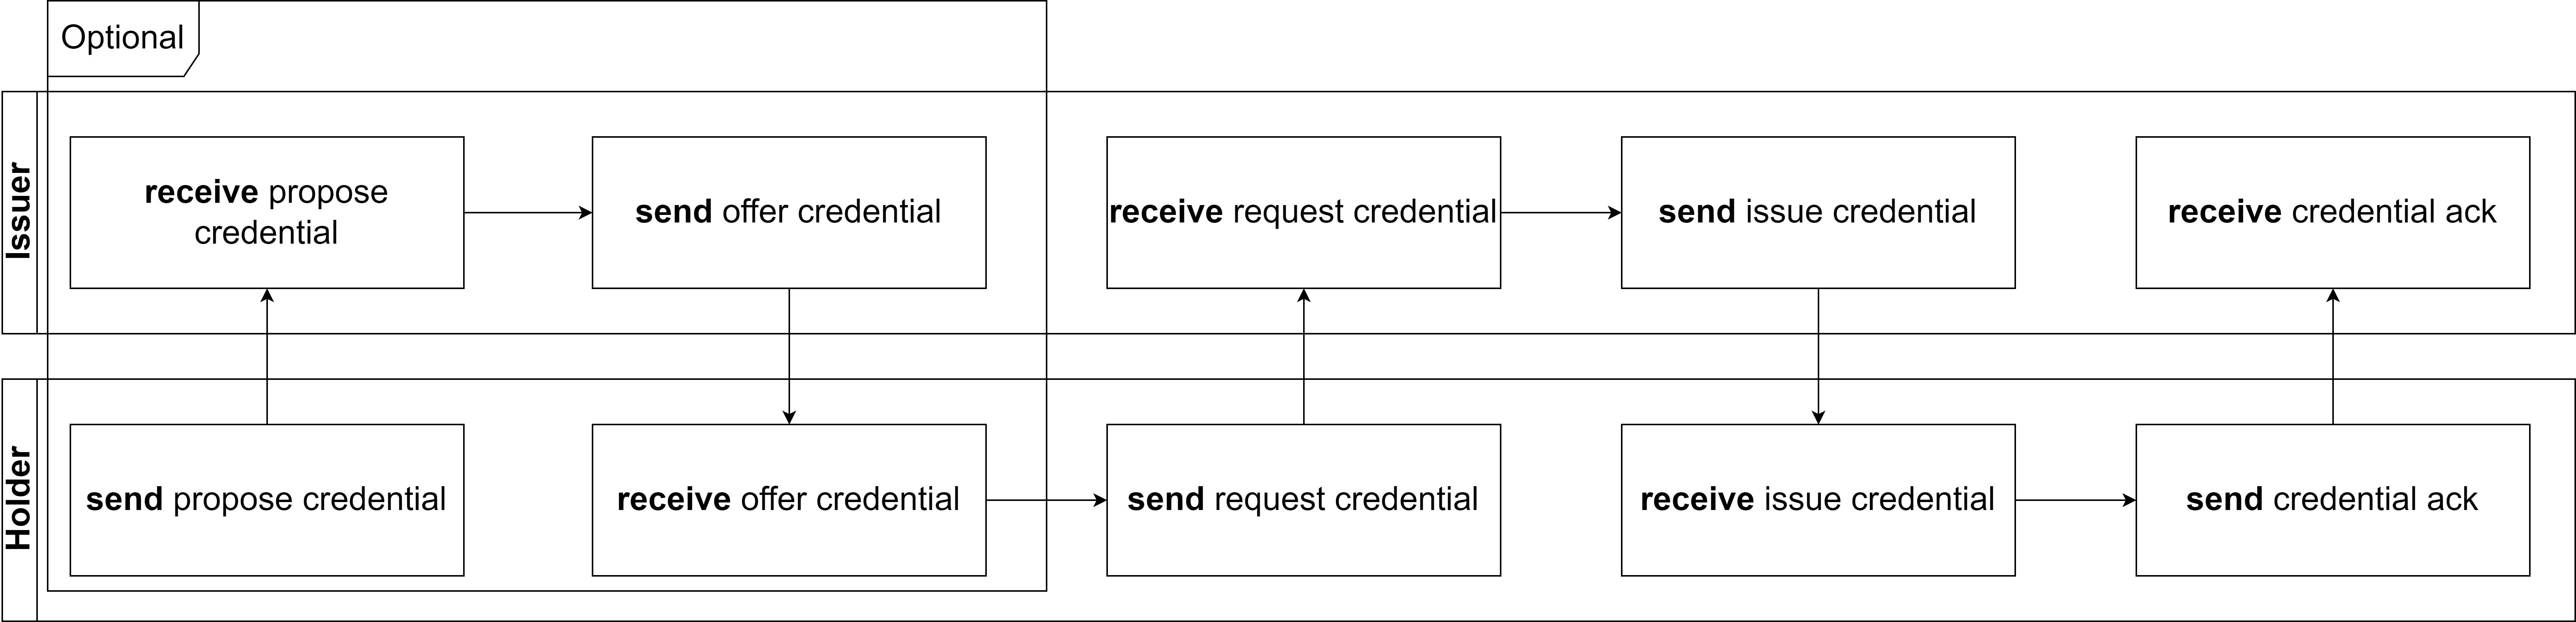 Optional
Issuer
receive propose
credential
send offer credential
receive request credential
send issue credential
receive credential ack
Holder
send propose credential
receive offer credential
send request credential
receive issue credential
send credential ack